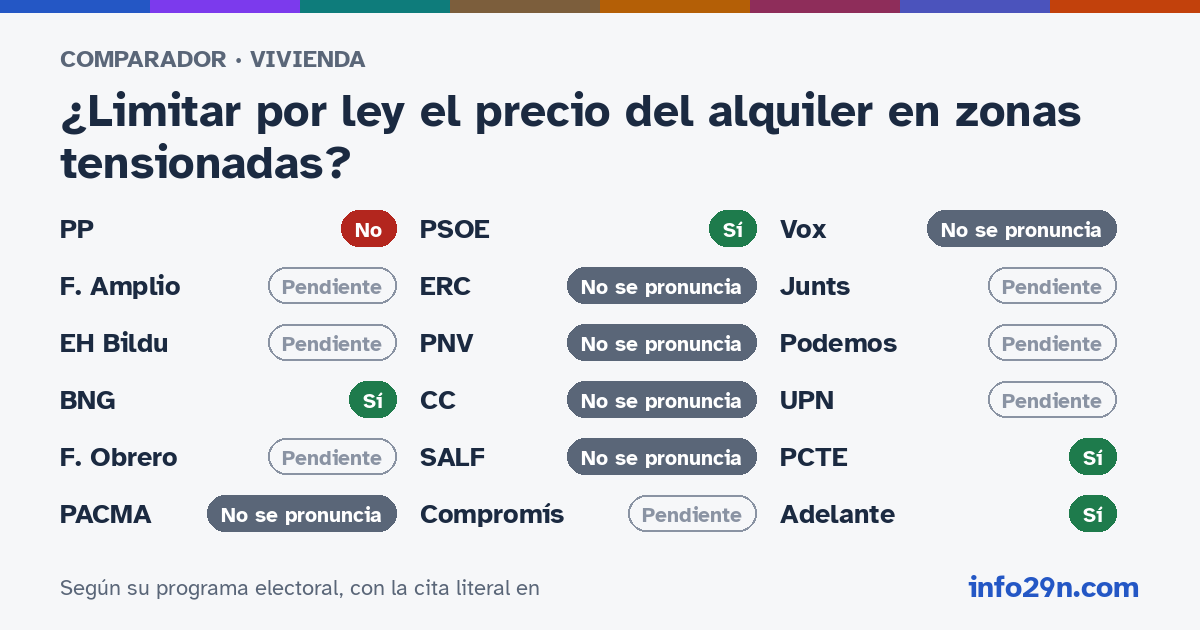 COMPARADOR · VIVIENDA
¿Limitar por ley el precio del alquiler en zonas
tensionadas?
PP No PSOE Sí Vox No se pronuncia
F. Amplio Pendiente ERC No se pronuncia Junts Pendiente
EH Bildu Pendiente PNV No se pronuncia Podemos Pendiente
BNG Sí CC No se pronuncia UPN Pendiente
F. Obrero Pendiente SALF No se pronuncia PCTE Sí
PACMA No se pronuncia Compromís Pendiente Adelante Sí
Según su programa electoral, con la cita literal en info29n.com